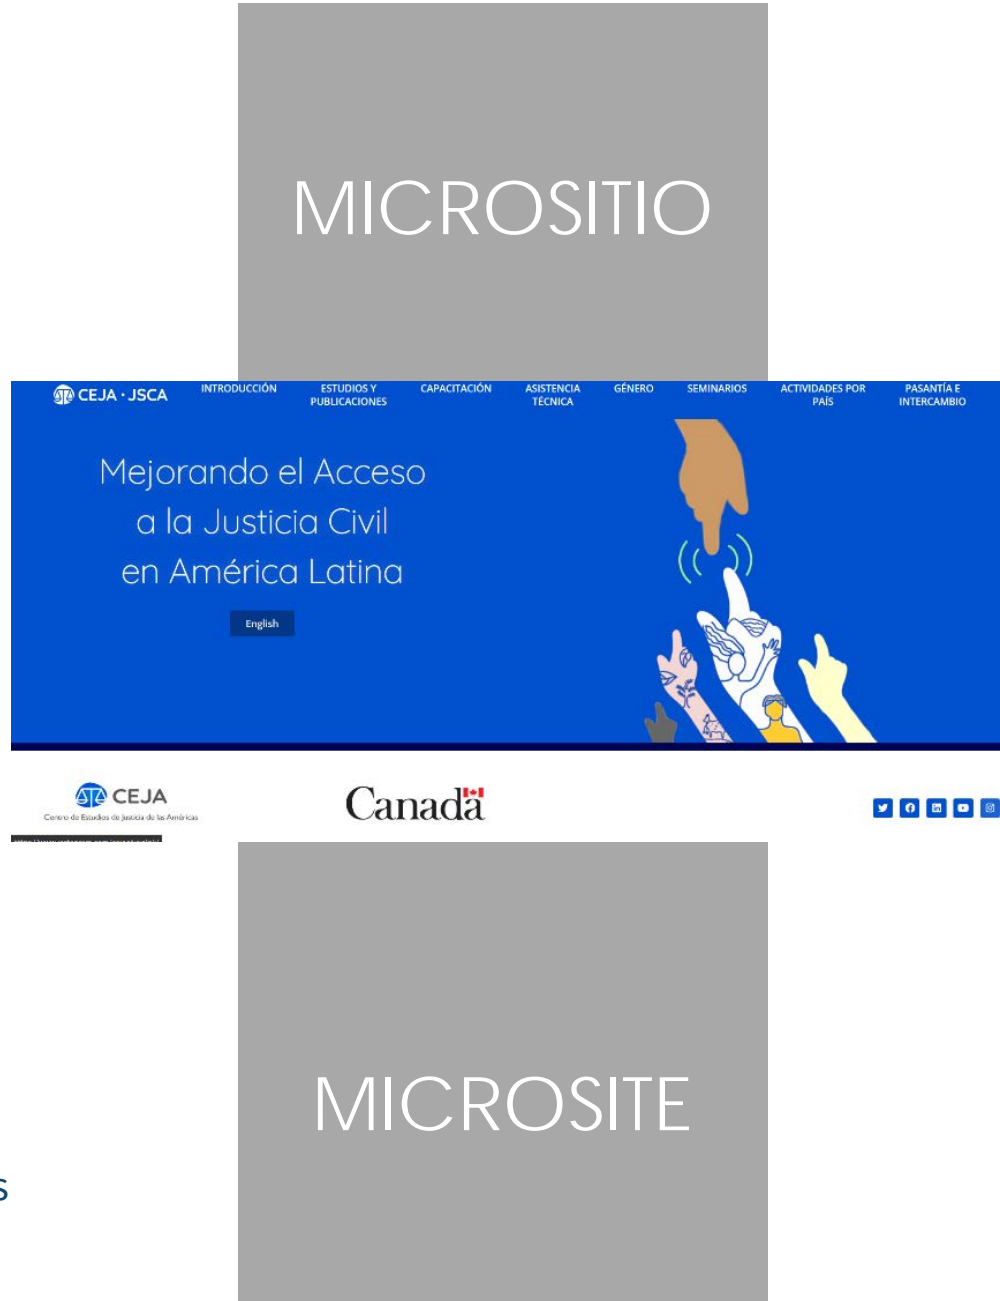 MICROSITIO
CEJA · JSCA
INTRODUCCIÓN
ESTUDIOS Y
PUBLICACIONES
CAPACITACIÓN
ASISTENCIA
TÉCNICA
GÉNERO
SEMINARIOS
ACTIVIDADES POR
PAÍS
PASANTÍA E
INTERCAMBIO
Mejorando el Acceso
a la Justicia Civil
en América Latina
English
CEJA
Centro de Estudios de Justicia de las Américas
Canada
MICROSITE
s